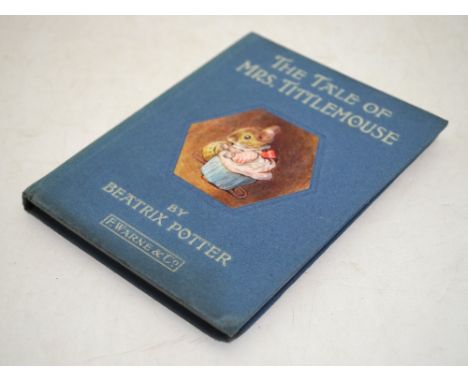 THE TALE OF
MRS. TITTLEMOUSE
BY
BEATRIX POTTER
F. WARNE & Co